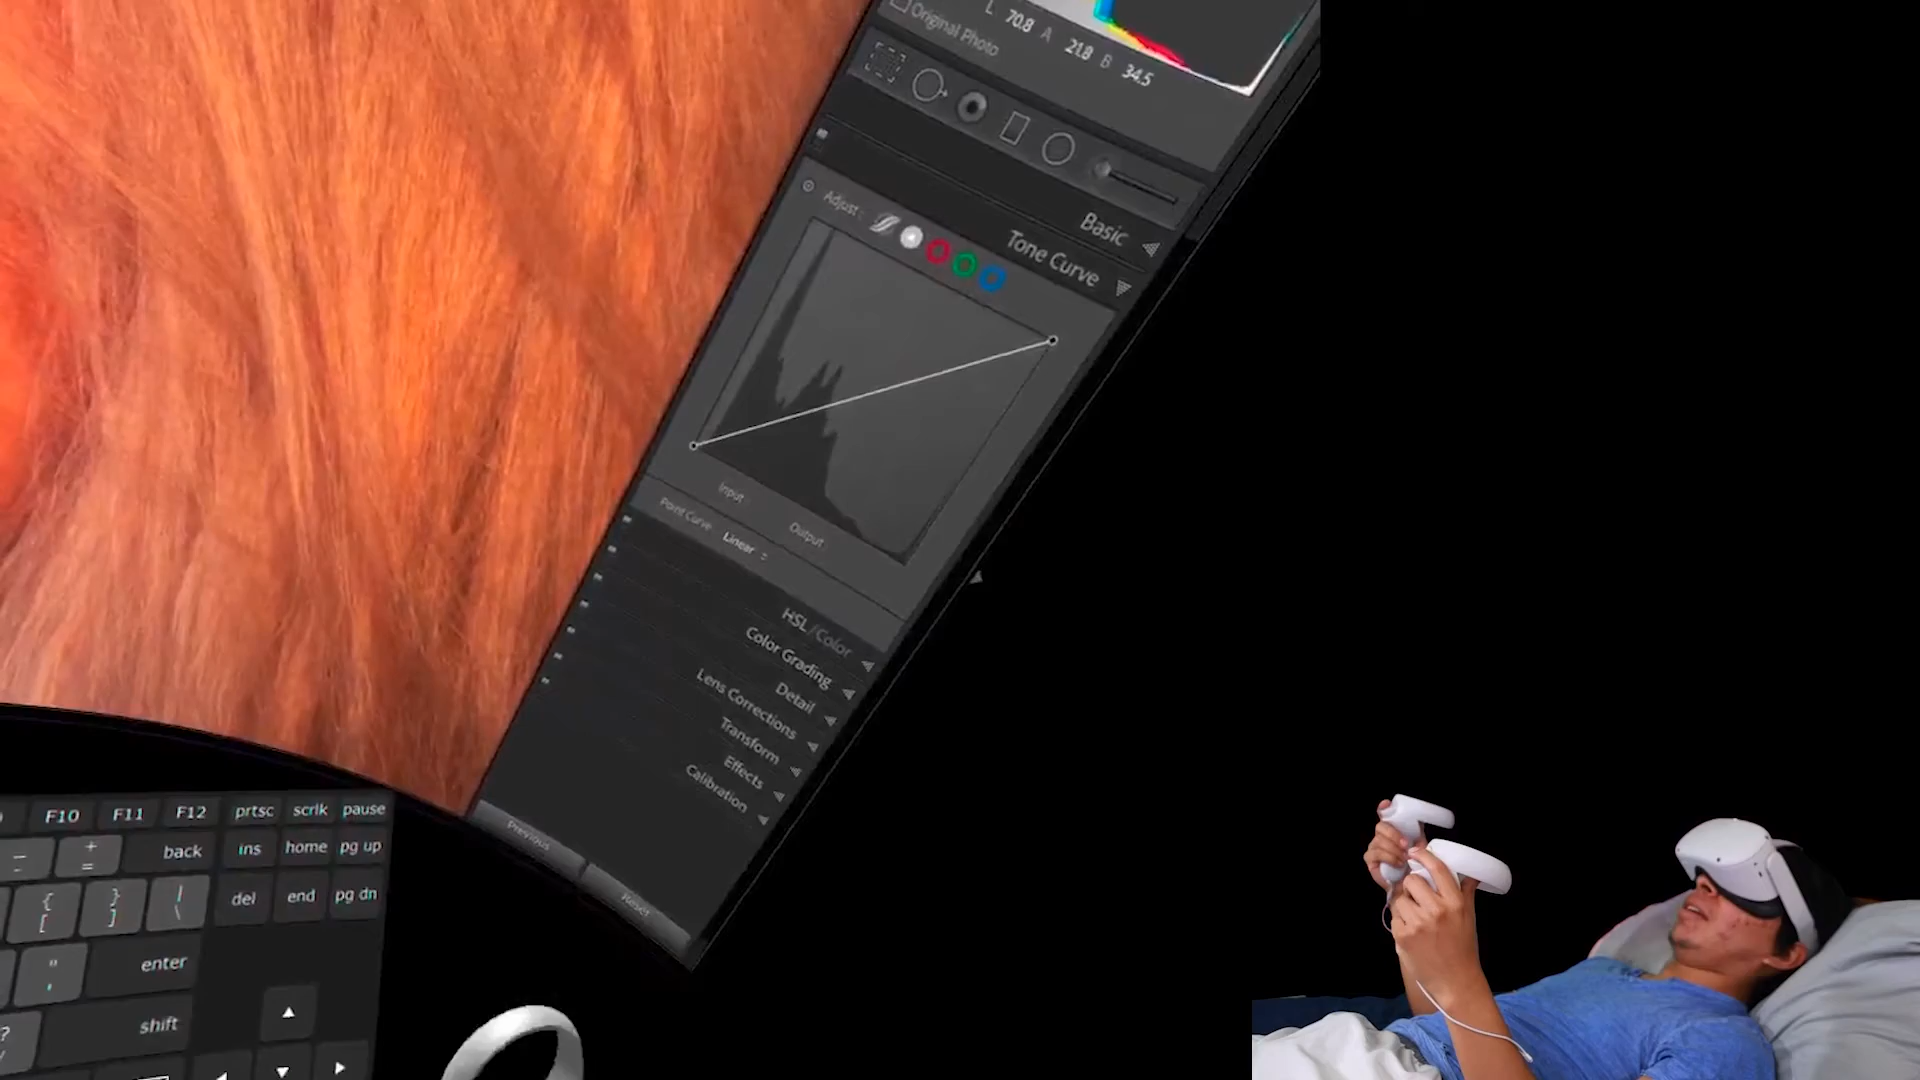 L 70.8 A 21.8 B 34.5
Original Photo
Basic
Tone Curve
Adjust :
Input
Output
Point Curve : Linear
HSL / Color
Color Grading
Detail
Lens Corrections
Transform
Effects
Calibration
Previous
Reset
F10 F11 F12 prtsc scrlk pause
_ -
+ =
back ins home pg up
{ [
} ]
| \
del end pg dn
" '
enter
?
shift